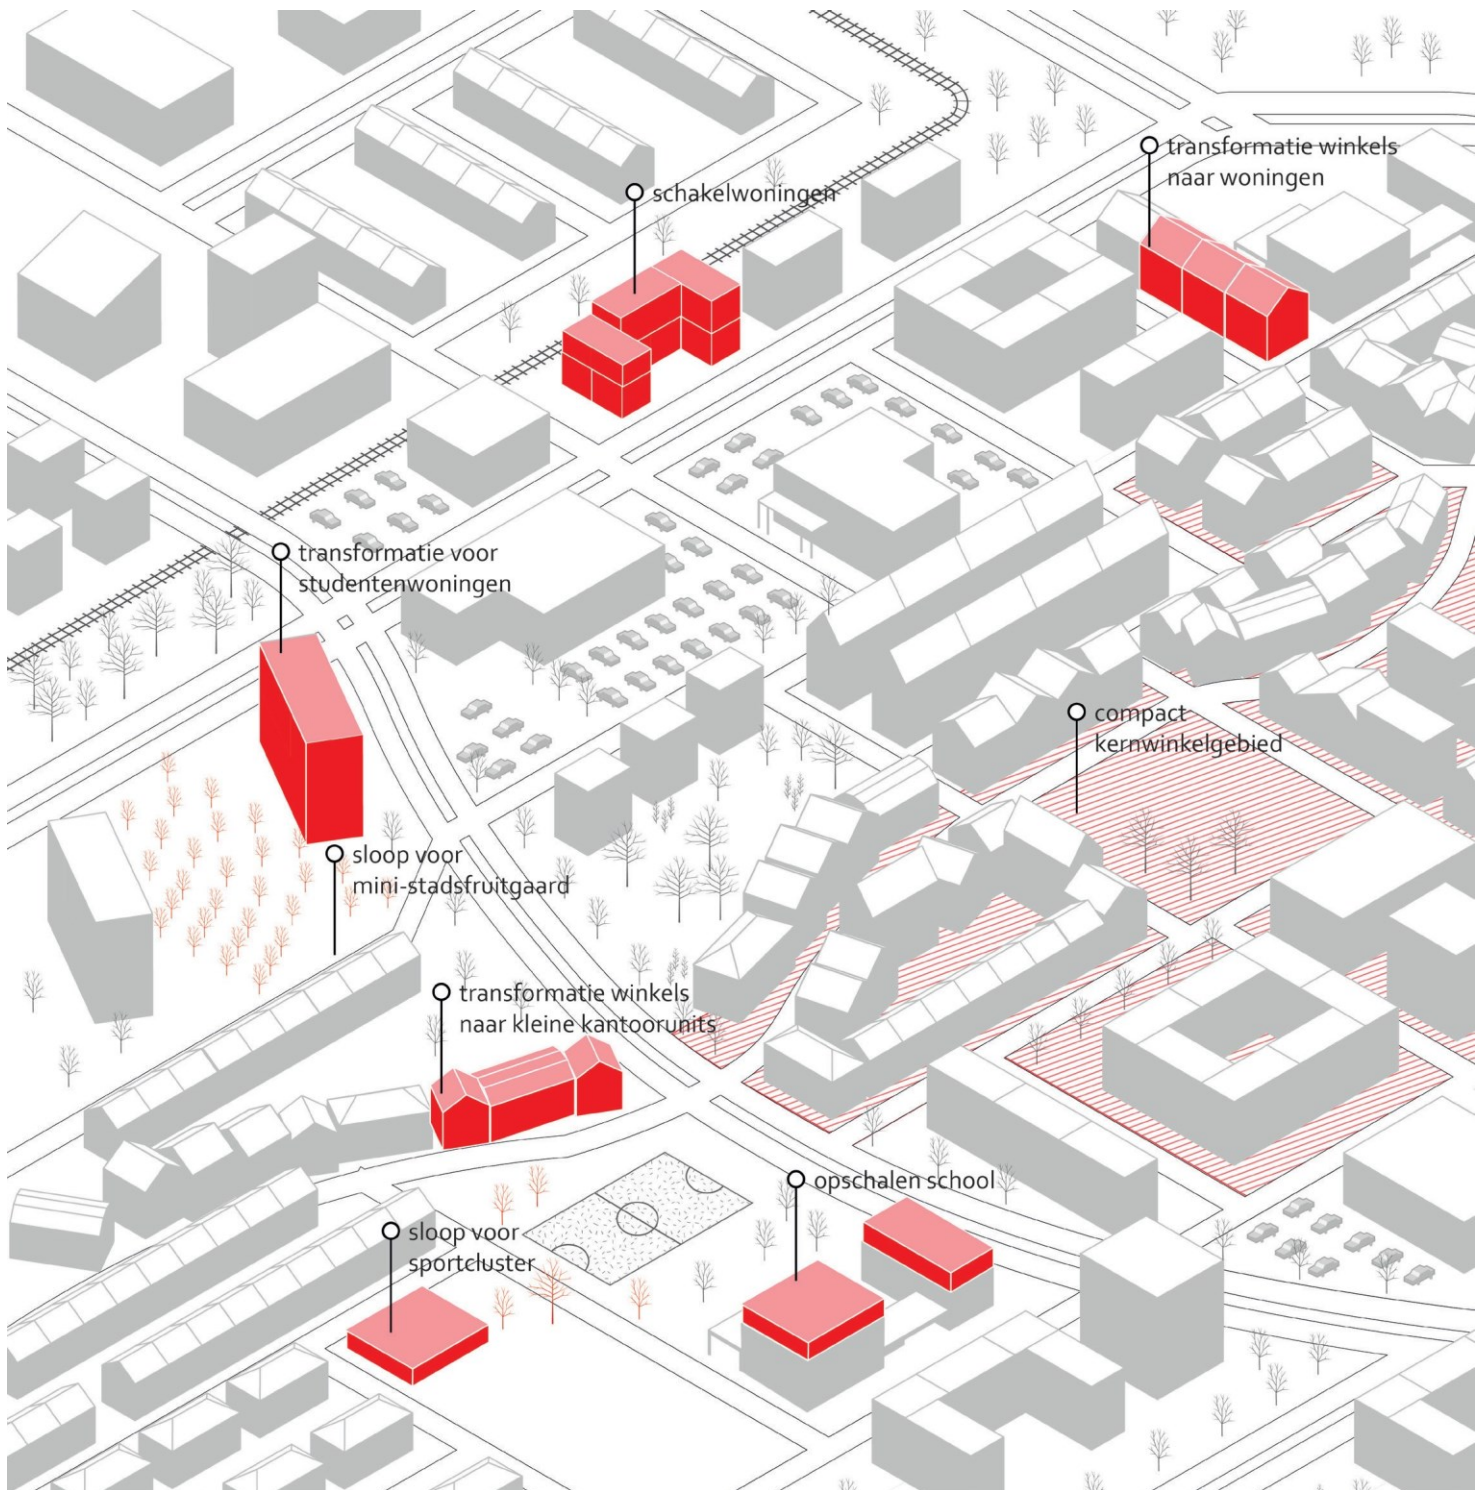 transformatie winkels
naar woningen
schakelwoningen
transformatie voor
studentenwoningen
compact
kernwinkelgebied
sloop voor
mini-stadsfruitgaard
transformatie winkels
naar kleine kantoorunits
opschalen school
sloop voor
sportcluster